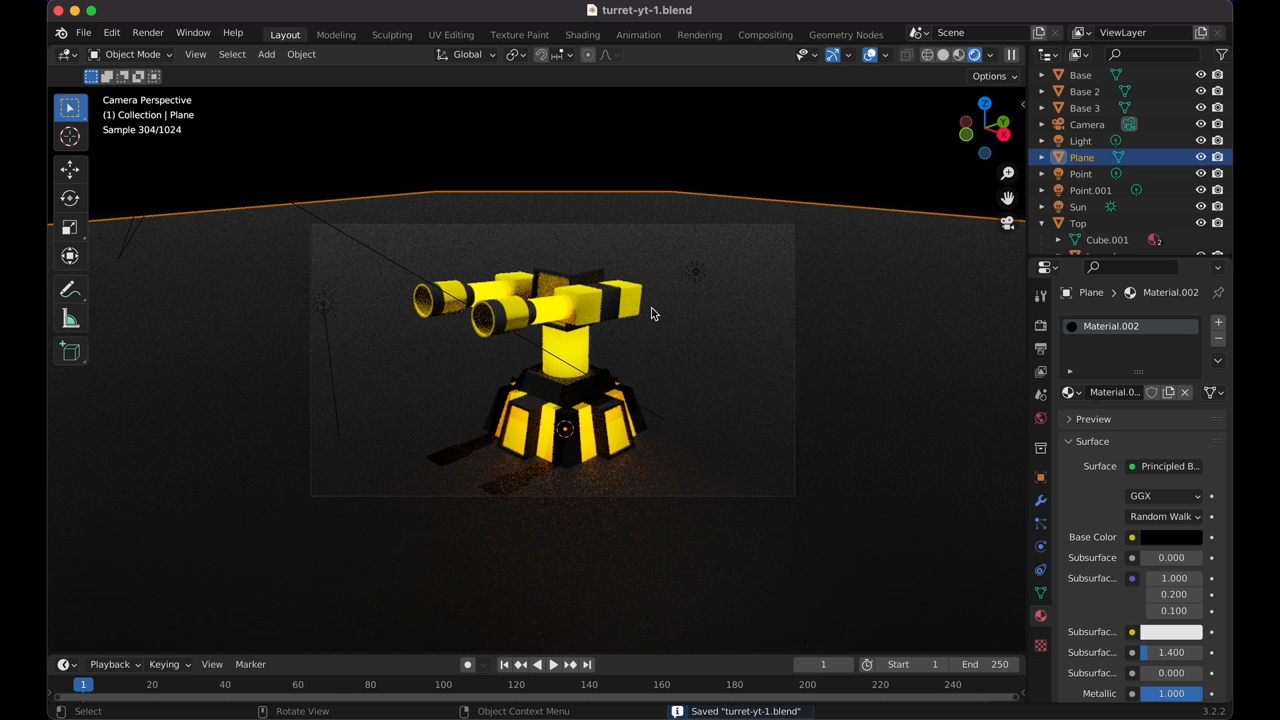 turret-yt-1.blend
File Edit Render Window Help Layout Modeling Sculpting UV Editing Texture Paint Shading Animation Rendering Compositing Geometry Nodes Scene ViewLayer
Object Mode View Select Add Object Global
Options
Camera Perspective
(1) Collection | Plane
Sample 304/1024
Z
Y
X
Base
Base 2
Base 3
Camera
Light
Plane
Point
Point.001
Sun
Top
Cube.001 2
Plane Material.002
Material.002
Material.0...
Preview
Surface
Surface Principled B...
GGX
Random Walk
Base Color
Subsurface 0.000
Subsurfac... 1.000
0.200
0.100
Subsurfac...
Subsurfac... 1.400
Subsurfac... 0.000
Metallic 1.000
Playback Keying View Marker 1 Start 1 End 250
1 20 40 60 80 100 120 140 160 180 200 220 240
Select Rotate View Object Context Menu Saved "turret-yt-1.blend" 3.2.2